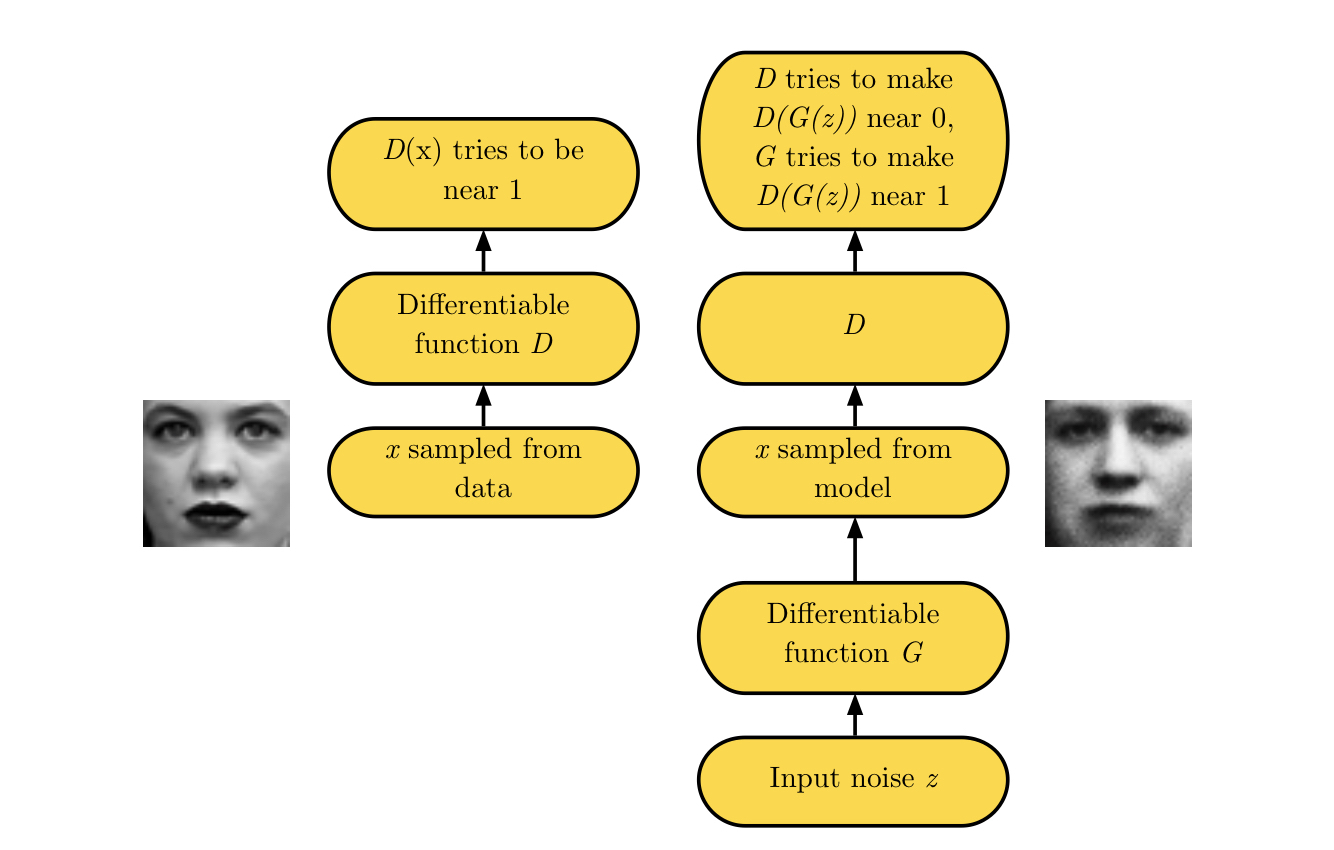 D(x) tries to be
near 1
Differentiable
function D
x sampled from
data
D tries to make
D(G(z)) near 0,
G tries to make
D(G(z)) near 1
D
x sampled from
model
Differentiable
function G
Input noise z